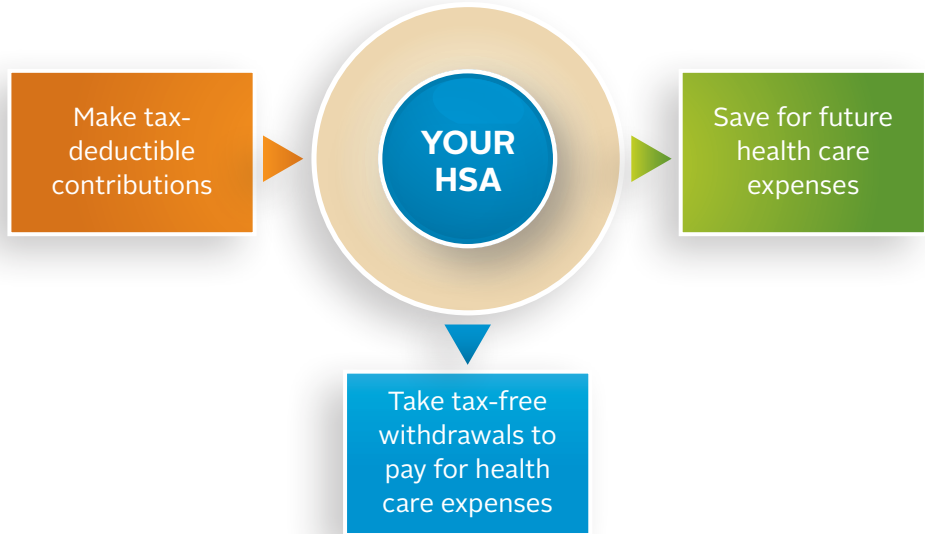 Make tax-
deductible
contributions
YOUR
HSA
Save for future
health care
expenses
Take tax-free
withdrawals to
pay for health
care expenses